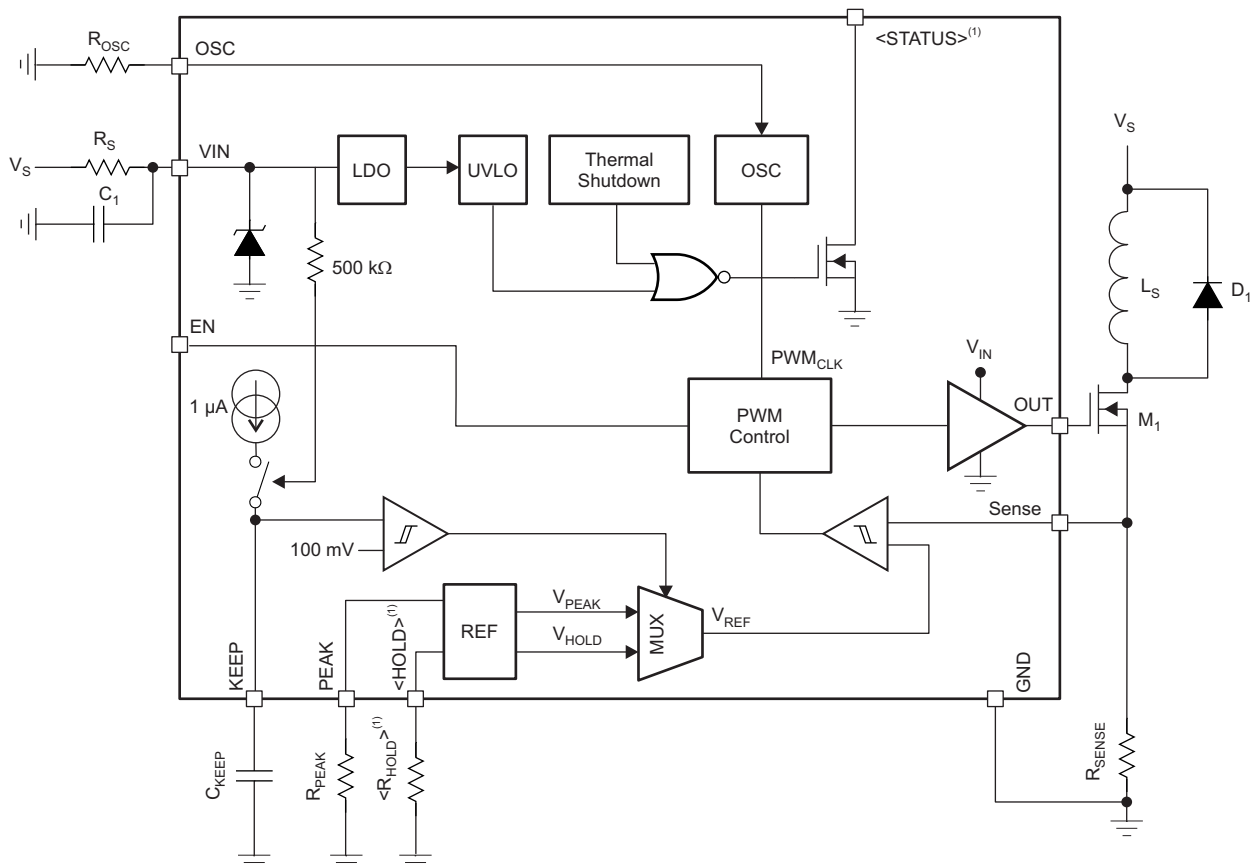 <STATUS>(1)
ROSC
OSC
VS
RS
VIN
C1
LDO
UVLO
Thermal
Shutdown
OSC
VS
500 kΩ
LS
D1
EN
PWMCLK
VIN
1 µA
PWM
Control
OUT
M1
Sense
100 mV
REF
VPEAK
VHOLD
MUX
VREF
KEEP
PEAK
<HOLD>(1)
GND
CKEEP
RPEAK
<RHOLD>(1)
RSENSE